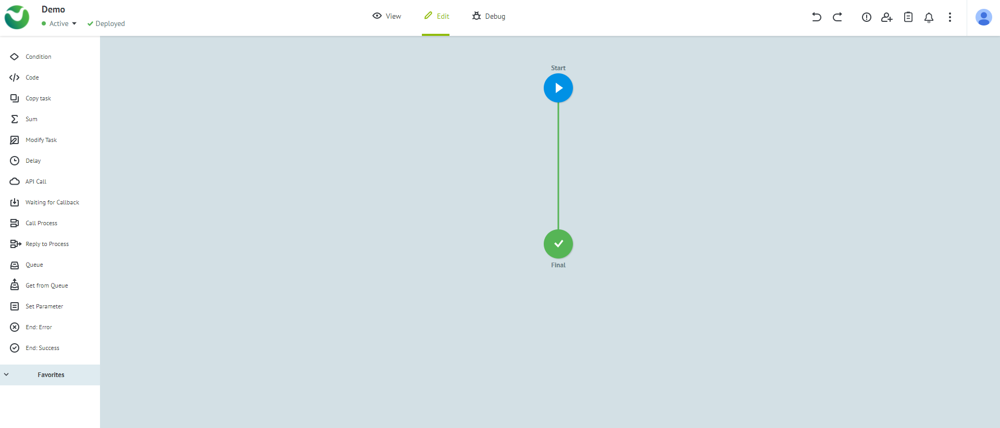 Demo
Active
Deployed
View
Edit
Debug
Condition
Code
Copy task
Sum
Modify Task
Delay
API Call
Waiting for Callback
Call Process
Reply to Process
Queue
Get from Queue
Set Parameter
End: Error
End: Success
Favorites
Start
Final